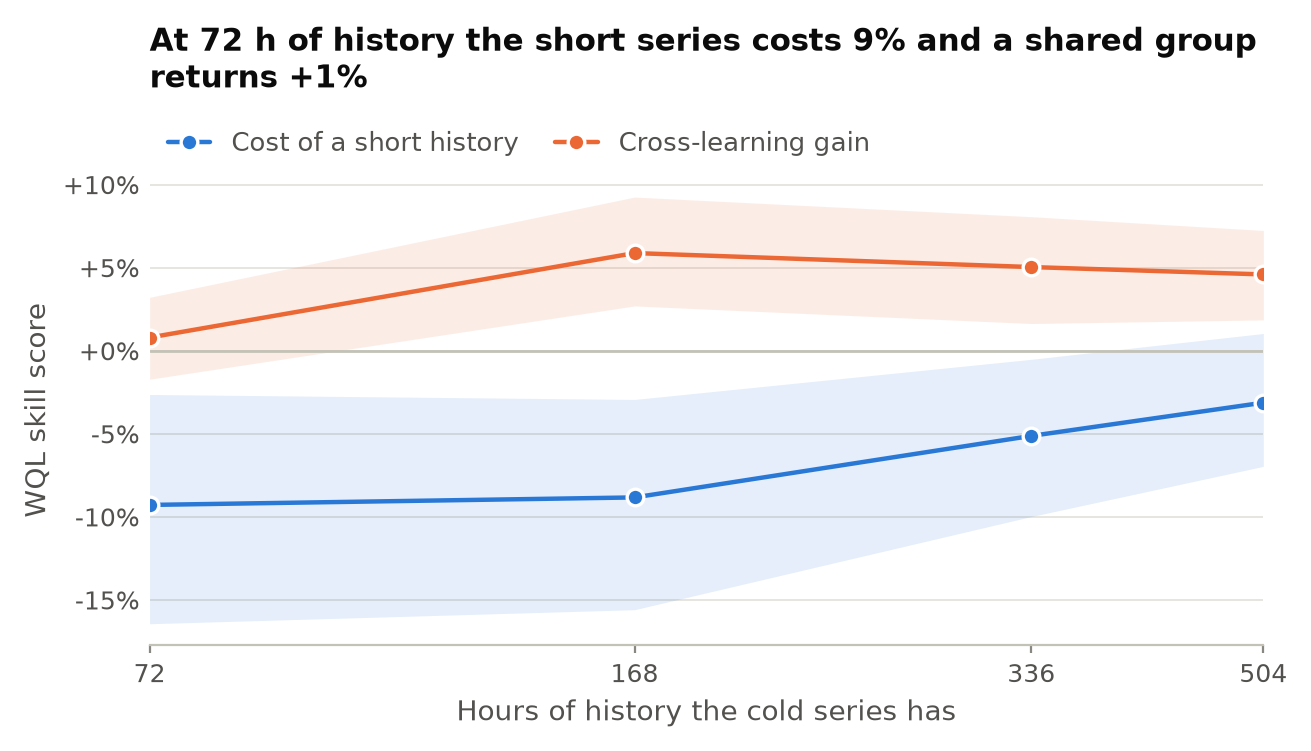 At 72 h of history the short series costs 9% and a shared group
returns +1%
Cost of a short history
Cross-learning gain
+10%
+5%
+0%
-5%
-10%
-15%
WQL skill score
72
168
336
504
Hours of history the cold series has